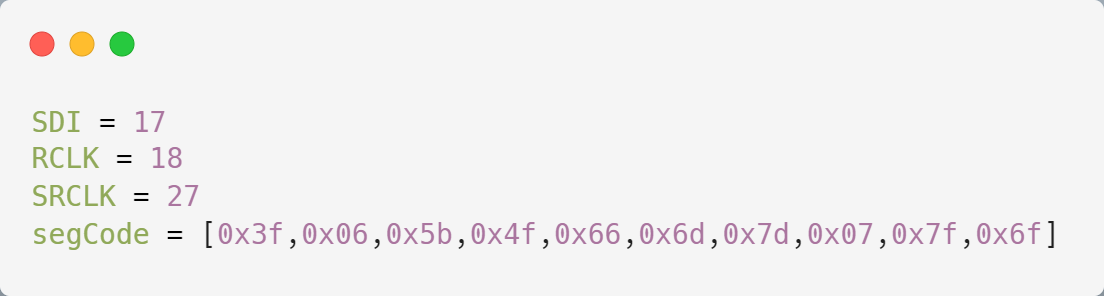 SDI = 17
RCLK = 18
SRCLK = 27
segCode = [0x3f,0x06,0x5b,0x4f,0x66,0x6d,0x7d,0x07,0x7f,0x6f]